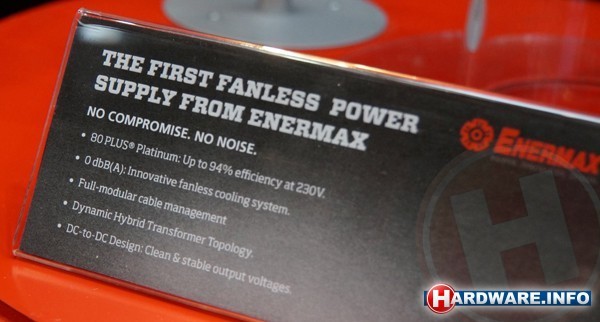 THE FIRST FANLESS POWER
SUPPLY FROM ENERMAX
NO COMPROMISE. NO NOISE.
• 80 PLUS® Platinum: Up to 94% efficiency at 230V.
• 0 dB(A): Innovative fanless cooling system.
• Full-modular cable management
• Dynamic Hybrid Transformer Topology.
• DC-to-DC Design: Clean & stable output voltages.
ENERMAX
H
HARDWARE.INFO